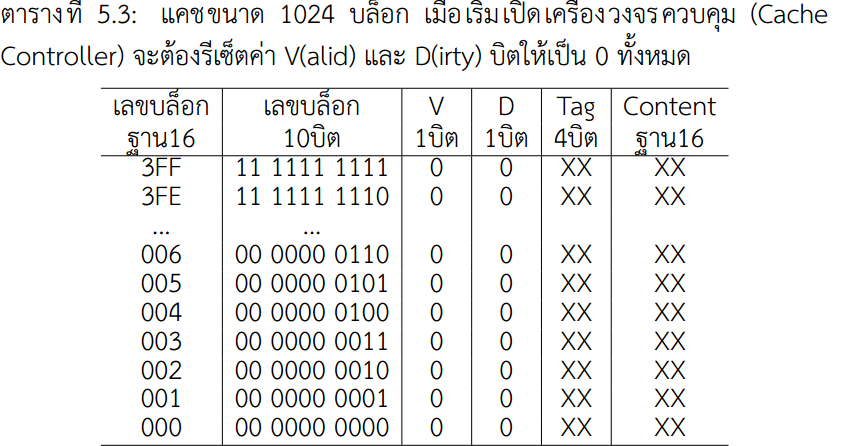 ตารางที่ 5.3: แคชขนาด 1024 บล็อก เมื่อเริ่มเปิดเครื่องวงจรควบคุม (Cache
Controller) จะต้องรีเซ็ตค่า V(alid) และ D(irty) บิตให้เป็น 0 ทั้งหมด
เลขบล็อก เลขบล็อก V D Tag Content
ฐาน16 10บิต 1บิต 1บิต 4บิต ฐาน16
3FF 11 1111 1111 0 0 XX XX
3FE 11 1111 1110 0 0 XX XX
... ...
006 00 0000 0110 0 0 XX XX
005 00 0000 0101 0 0 XX XX
004 00 0000 0100 0 0 XX XX
003 00 0000 0011 0 0 XX XX
002 00 0000 0010 0 0 XX XX
001 00 0000 0001 0 0 XX XX
000 00 0000 0000 0 0 XX XX